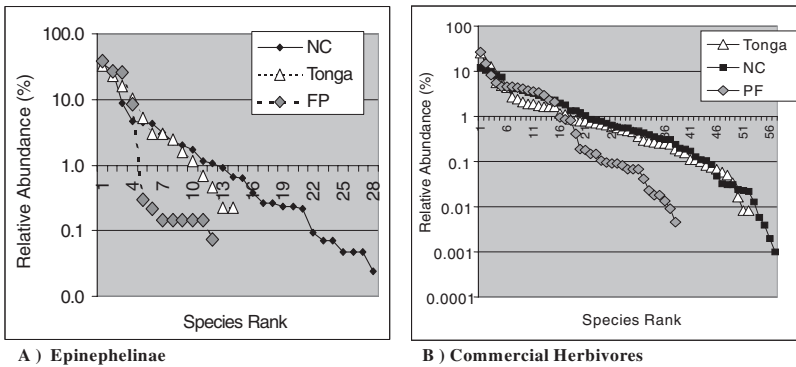 100.0
10.0
1.0
0.1
0.0
Relative Abundance (%)
1 4 7 10 13 16 19 22 25 28
Species Rank
NC
Tonga
FP
A ) Epinephelinae
100
10
1
0.1
0.01
0.001
0.0001
Relative Abundance (%)
1 6 11 16 21 26 31 36 41 46 51 56
Species Rank
Tonga
NC
PF
B ) Commercial Herbivores